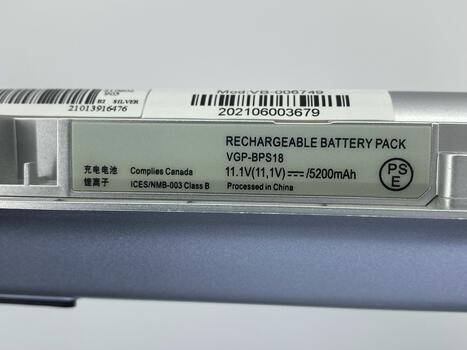 H2 SILVER
21013916476
Mod:VB-006749
202106003679
RECHARGEABLE BATTERY PACK
VGP-BPS18
充电电池 Complies Canada 11.1V(11,1V)⎓/5200mAh
锂离子 ICES/NMB-003 Class B Processed in China
PS
E